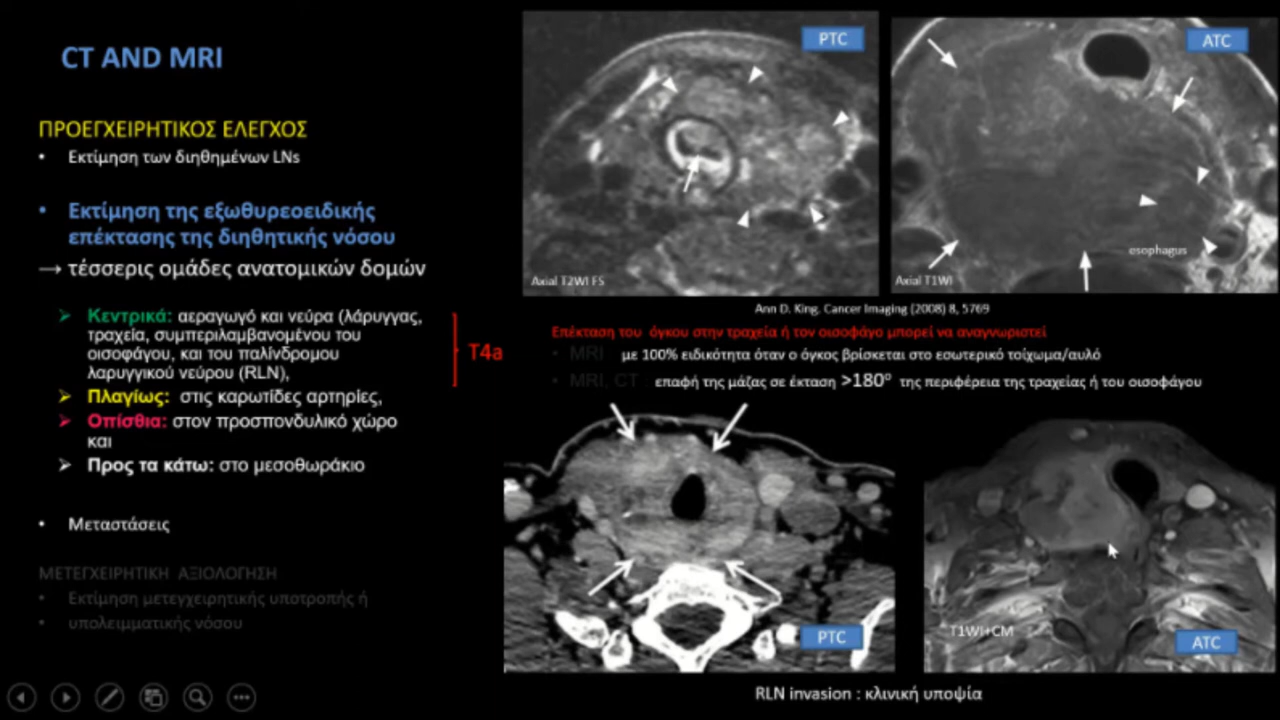 CT AND MRI
ΠΡΟΕΓΧΕΙΡΗΤΙΚΟΣ ΕΛΕΓΧΟΣ
• Εκτίμηση των διηθημένων LNs
• Εκτίμηση της εξωθυρεοειδικής
επέκτασης της διηθητικής νόσου
→ τέσσερις ομάδες ανατομικών δομών
➢ Κεντρικά: αεραγωγό και νεύρα (λάρυγγας,
τραχεία, συμπεριλαμβανομένου του
οισοφάγου, και του παλίνδρομου
λαρυγγικού νεύρου (RLN),
T4a
➢ Πλαγίως: στις καρωτίδες αρτηρίες,
➢ Οπίσθια: στον προσπονδυλικό χώρο
και
➢ Προς τα κάτω: στο μεσοθωράκιο
• Μεταστάσεις
ΜΕΤΕΓΧΕΙΡΗΤΙΚΗ ΑΞΙΟΛΟΓΗΣΗ
• Εκτίμηση μετεγχειρητικής υποτροπής ή
• υπολειμματικής νόσου
PTC
Axial T2WI FS
ATC
esophagus
Axial T1WI
Ann D. King. Cancer Imaging (2008) 8, 5769
Επέκταση του όγκου στην τραχεία ή τον οισοφάγο μπορεί να αναγνωριστεί
• MRI με 100% ειδικότητα όταν ο όγκος βρίσκεται στο εσωτερικό τοίχωμα/αυλό
• MRI, CT : επαφή της μάζας σε έκταση >180° της περιφέρεια της τραχείας ή του οισοφάγου
PTC
T1WI+CM
ATC
RLN invasion : κλινική υποψία